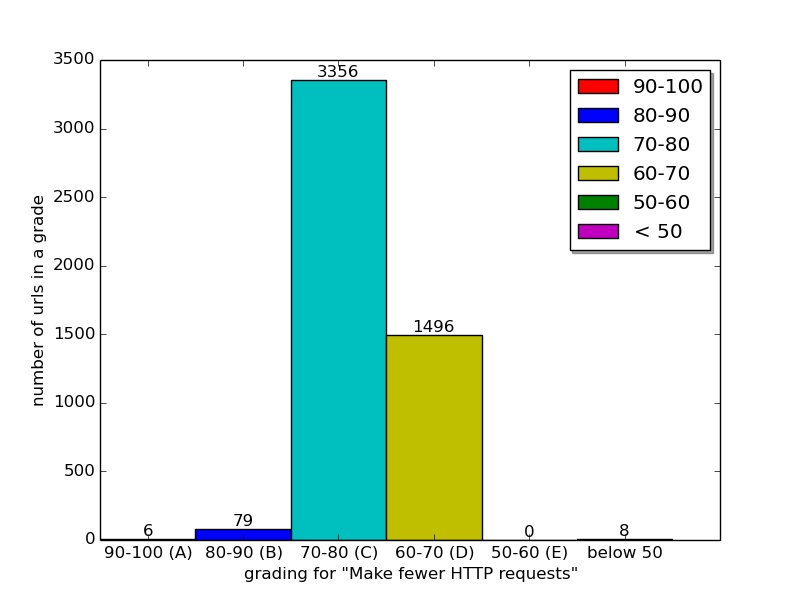 3500
3000
2500
2000
1500
1000
500
0
number of urls in a grade
6
79
3356
1496
0
8
90-100
80-90
70-80
60-70
50-60
< 50
90-100 (A)
80-90 (B)
70-80 (C)
60-70 (D)
50-60 (E)
below 50
grading for "Make fewer HTTP requests"